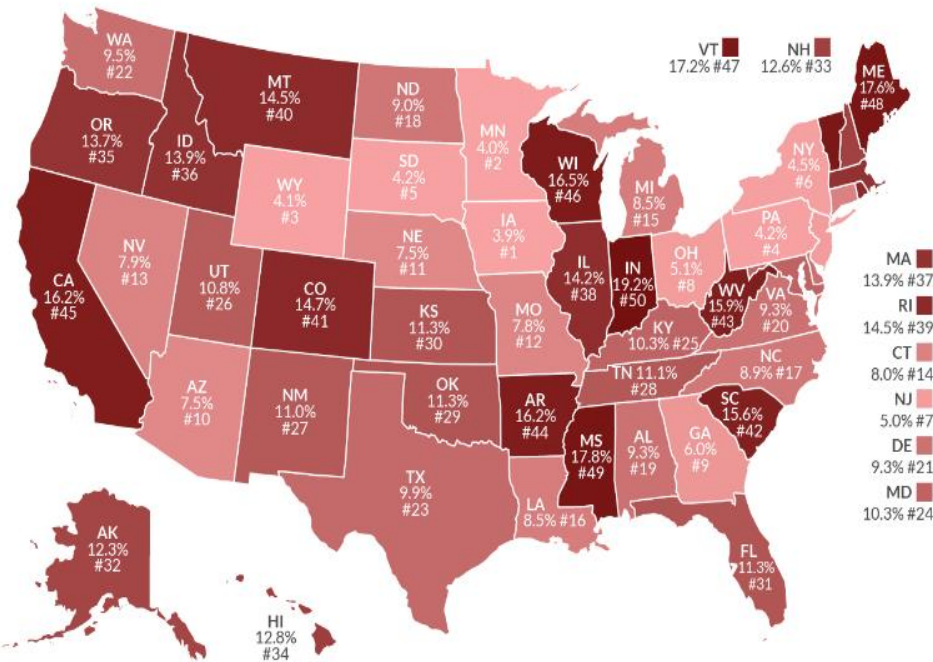 VT
17.2% #47
NH
12.6% #33
WA
9.5%
#22
MT
14.5%
#40
ND
9.0%
#18
MN
4.0%
#2
ME
17.6%
#48
OR
13.7%
#35
ID
13.9%
#36
WY
4.1%
#3
SD
4.2%
#5
WI
16.5%
#46
MI
8.5%
#15
NY
4.5%
#6
IA
3.9%
#1
NE
7.5%
#11
PA
4.2%
#4
NV
7.9%
#13
UT
10.8%
#26
CO
14.7%
#41
CA
16.2%
#45
KS
11.3%
#30
MO
7.8%
#12
IL
14.2%
#38
IN
19.2%
#50
OH
5.1%
#8
WV
15.9%
#43
VA
9.3%
#20
KY
10.3% #25
MA
13.9% #37
RI
14.5% #39
CT
8.0% #14
NJ
5.0% #7
DE
9.3% #21
MD
10.3% #24
AZ
7.5%
#10
NM
11.0%
#27
OK
11.3%
#29
AR
16.2%
#44
TN 11.1%
#28
NC
8.9% #17
SC
15.6%
#42
MS
17.8%
#49
AL
9.3%
#19
GA
6.0%
#9
TX
9.9%
#23
LA
8.5% #16
FL
11.3%
#31
AK
12.3%
#32
HI
12.8%
#34